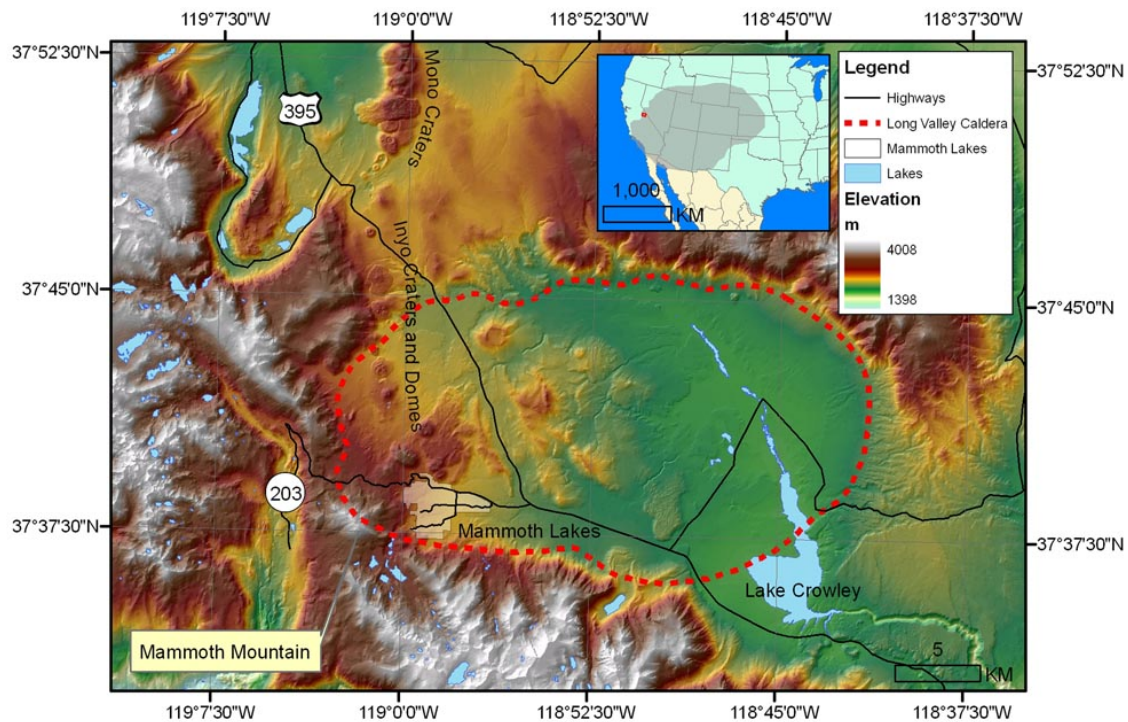 119°7'30"W
119°0'0"W
118°52'30"W
118°45'0"W
118°37'30"W
37°52'30"N
37°52'30"N
395
Mono Craters
1,000
KM
Legend
Highways
Long Valley Caldera
Mammoth Lakes
Lakes
Elevation
m
4008
1398
37°45'0"N
37°45'0"N
Inyo Craters and Domes
203
37°37'30"N
37°37'30"N
Mammoth Lakes
Lake Crowley
Mammoth Mountain
5
KM
119°7'30"W
119°0'0"W
118°52'30"W
118°45'0"W
118°37'30"W